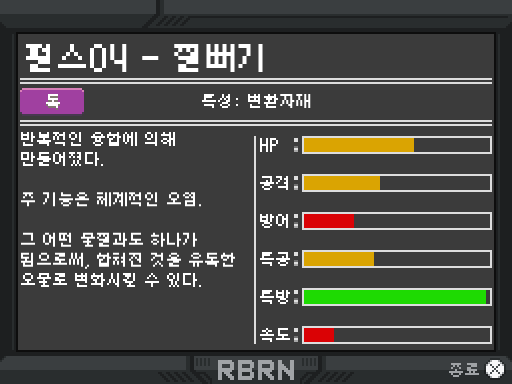 펄스04 - 껄뻐기
독
특성: 변환자재
반복적인 융합에 의해
만들어졌다.
주 기능은 체계적인 오염.
그 어떤 물질과도 하나가
됨으로써, 합쳐진 것을 유독한
오물로 변화시킬 수 있다.
HP :
공격:
방어:
특공:
특방:
속도:
RBRN
종료